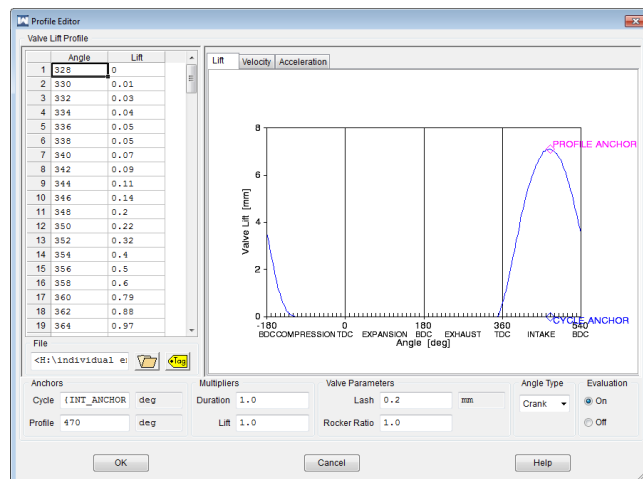 Profile Editor
Valve Lift Profile
Angle Lift
1 328 0
2 330 0.01
3 332 0.03
4 334 0.04
5 336 0.05
6 338 0.05
7 340 0.07
8 342 0.09
9 344 0.11
10 346 0.14
11 348 0.2
12 350 0.22
13 352 0.32
14 354 0.4
15 356 0.5
16 358 0.6
17 360 0.79
18 362 0.88
19 364 0.97
File
<H:\individual e
Tag
Lift Velocity Acceleration
8
6
4
2
0
Valve Lift [mm]
PROFILE ANCHOR
CYCLE ANCHOR
-180 0 180 360 540
BDC COMPRESSION TDC EXPANSION BDC EXHAUST TDC INTAKE BDC
Angle [deg]
Anchors Multipliers Valve Parameters Angle Type Evaluation
Cycle {INT_ANCHOR deg Duration 1.0 Lash 0.2 mm Crank On
Profile 470 deg Lift 1.0 Rocker Ratio 1.0 Off
OK Cancel Help